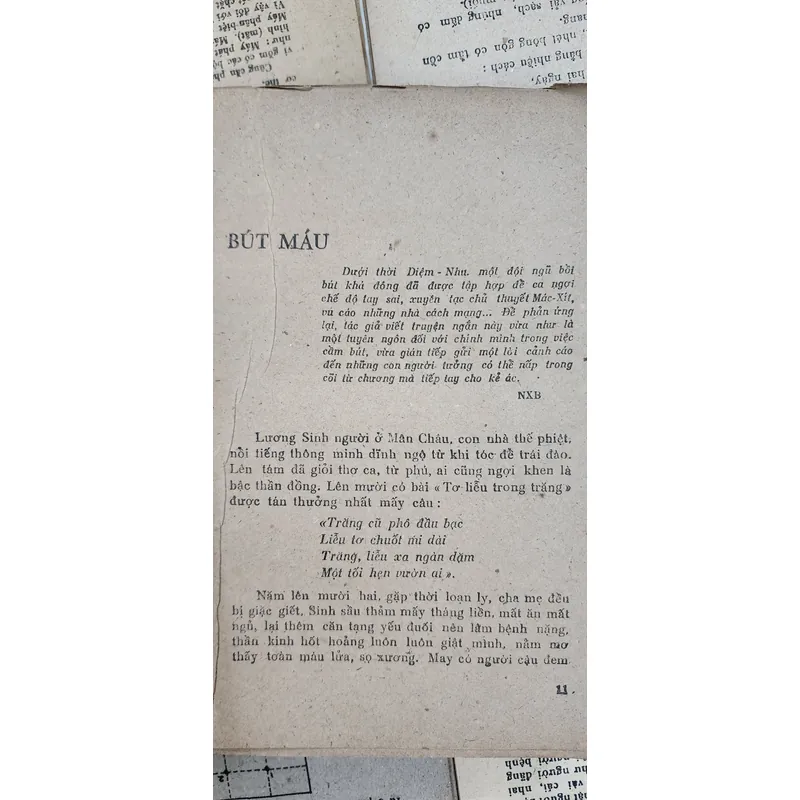 BÚT MÁU
Dưới thời Diệm - Nhu, một đội ngũ bồi
bút khá đông đã được tập hợp để ca ngợi
chế độ tay sai, xuyên tạc chủ thuyết Mác-Xít,
vu cáo những nhà cách mạng... Để phản ứng
lại, tác giả viết truyện ngắn này vừa như là
một tuyên ngôn đối với chính mình trong việc
cầm bút, vừa gián tiếp gửi một lời cảnh cáo
đến những con người tưởng có thể nấp trong
cõi từ chương mà tiếp tay cho kẻ ác.
NXB
Lương Sinh người ở Mân Châu, con nhà thế phiệt,
nổi tiếng thông minh dĩnh ngộ từ khi tóc để trái đào.
Lên tám đã giỏi thơ ca, từ phú, ai cũng ngợi khen là
bậc thần đồng. Lên mười có bài «Tơ liễu trong trăng»
được tán thưởng nhất mấy câu :
«Trăng cũ phô đầu bạc
Liễu tơ chuốt mi dài
Trăng, liễu xa ngàn dặm
Một tối hẹn vườn ai».
Năm lên mười hai, gặp thời loạn ly, cha mẹ đều
bị giặc giết, Sinh sầu thảm mấy tháng liền, mất ăn mất
ngủ, lại thêm căn tạng yếu đuối nên lâm bệnh nặng,
thần kinh hốt hoảng luôn luôn giật mình, nằm mơ
thấy toàn máu lửa, sọ xương. May có người cậu đem
11